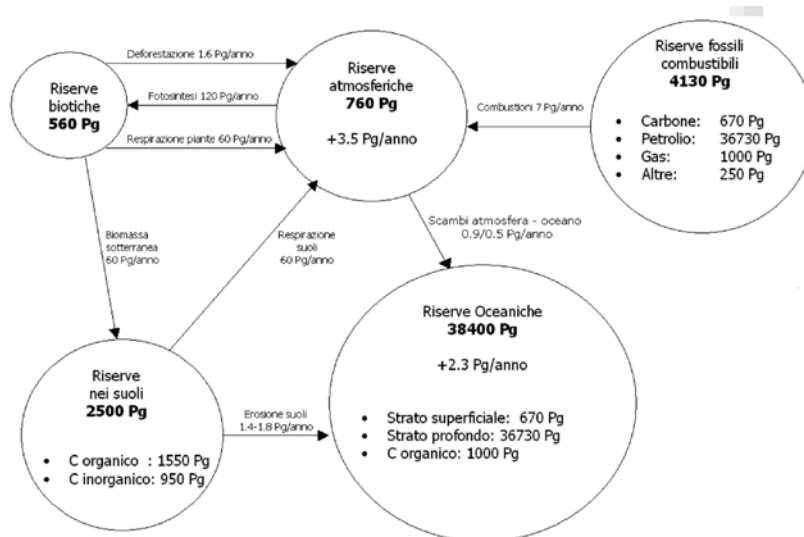 Deforestazione 1.6 Pg/anno
Riserve
biotiche
560 Pg
Fotosintesi 120 Pg/anno
Respirazione piante 60 Pg/anno
Riserve
atmosferiche
760 Pg
+3.5 Pg/anno
Combustioni 7 Pg/anno
Riserve fossili
combustibili
4130 Pg
• Carbone: 670 Pg
• Petrolio: 36730 Pg
• Gas: 1000 Pg
• Altre: 250 Pg
Biomassa
sotterranea
60 Pg/anno
Respirazione
suoli
60 Pg/anno
Scambi atmosfera - oceano
0.9/0.5 Pg/anno
Riserve
nei suoli
2500 Pg
• C organico : 1550 Pg
• C inorganico: 950 Pg
Erosione suoli
1.4-1.8 Pg/anno
Riserve Oceaniche
38400 Pg
+2.3 Pg/anno
• Strato superficiale: 670 Pg
• Strato profondo: 36730 Pg
• C organico: 1000 Pg